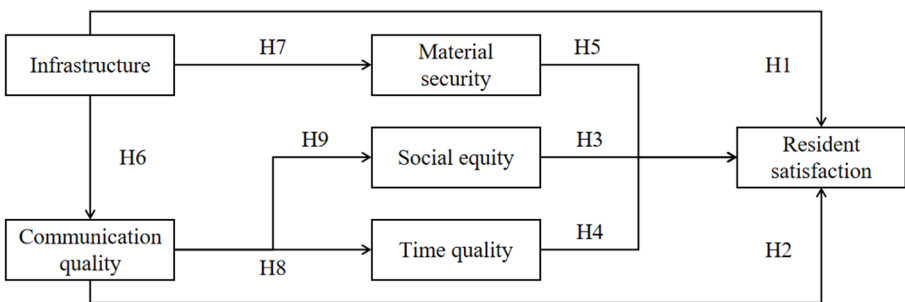 H7
H5
Infrastructure
Material
security
H1
H9
H6
Social equity
H3
Resident
satisfaction
Communication
quality
H8
Time quality
H4
H2